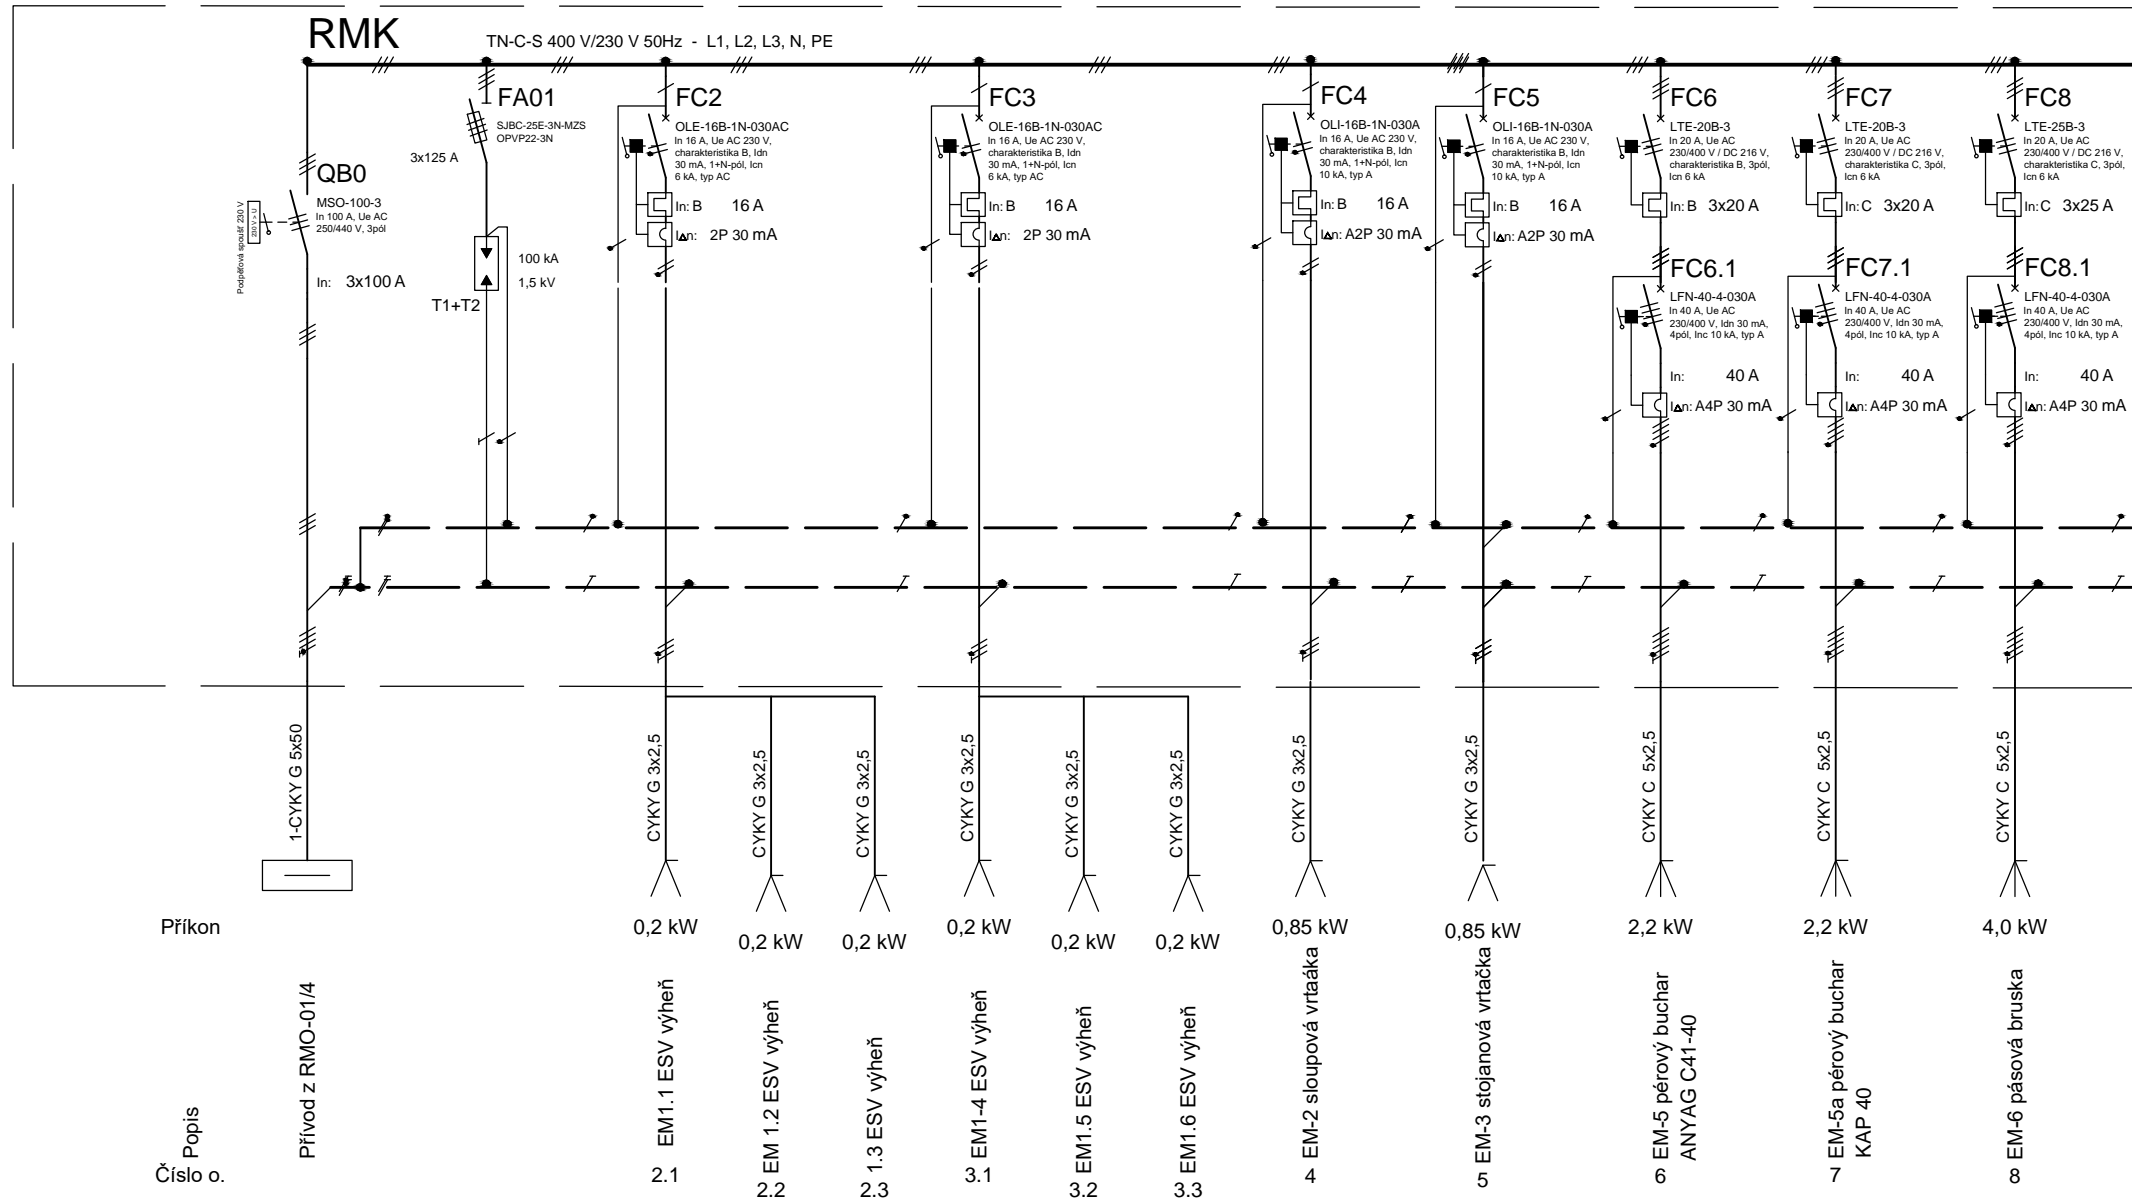 RMK
TN-C-S 400 V/230 V 50Hz - L1, L2, L3, N, PE
QB0
MSO-100-3
In 100 A, Ue AC
250/440 V, 3pól
In: 3x100 A
Podpěťová spoušť 230 V
230 V > U
FA01
SJBC-25E-3N-MZS
OPVP22-3N
3x125 A
100 kA
1,5 kV
T1+T2
FC2
OLE-16B-1N-030AC
In 16 A, Ue AC 230 V,
charakteristika B, Idn
30 mA, 1+N-pól, Icn
6 kA, typ AC
In: B 16 A
IΔn: 2P 30 mA
FC3
OLE-16B-1N-030AC
In 16 A, Ue AC 230 V,
charakteristika B, Idn
30 mA, 1+N-pól, Icn
6 kA, typ AC
In: B 16 A
IΔn: 2P 30 mA
FC4
OLI-16B-1N-030A
In 16 A, Ue AC 230 V,
charakteristika B, Idn
30 mA, 1+N-pól, Icn
10 kA, typ A
In: B 16 A
IΔn: A2P 30 mA
FC5
OLI-16B-1N-030A
In 16 A, Ue AC 230 V,
charakteristika B, Idn
30 mA, 1+N-pól, Icn
10 kA, typ A
In: B 16 A
IΔn: A2P 30 mA
FC6
LTE-20B-3
In 20 A, Ue AC
230/400 V / DC 216 V,
charakteristika B, 3pól,
Icn 6 kA
In: B 3x20 A
FC6.1
LFN-40-4-030A
In 40 A, Ue AC
230/400 V, Idn 30 mA,
4pól, Inc 10 kA, typ A
In: 40 A
IΔn: A4P 30 mA
FC7
LTE-20B-3
In 20 A, Ue AC
230/400 V / DC 216 V,
charakteristika C, 3pól,
Icn 6 kA
In: C 3x20 A
FC7.1
LFN-40-4-030A
In 40 A, Ue AC
230/400 V, Idn 30 mA,
4pól, Inc 10 kA, typ A
In: 40 A
IΔn: A4P 30 mA
FC8
LTE-25B-3
In 20 A, Ue AC
230/400 V / DC 216 V,
charakteristika C, 3pól,
Icn 6 kA
In: C 3x25 A
FC8.1
LFN-40-4-030A
In 40 A, Ue AC
230/400 V, Idn 30 mA,
4pól, Inc 10 kA, typ A
In: 40 A
IΔn: A4P 30 mA
1-CYKY G 5x50
CYKY G 3x2,5
CYKY G 3x2,5
CYKY G 3x2,5
CYKY G 3x2,5
CYKY G 3x2,5
CYKY G 3x2,5
CYKY G 3x2,5
CYKY G 3x2,5
CYKY C 5x2,5
CYKY C 5x2,5
CYKY C 5x2,5
Příkon
0,2 kW
0,2 kW
0,2 kW
0,2 kW
0,2 kW
0,2 kW
0,85 kW
0,85 kW
2,2 kW
2,2 kW
4,0 kW
Popis
Přívod z RMO-01/4
EM1.1 ESV výheň
EM 1.2 ESV výheň
1.3 ESV výheň
EM1-4 ESV výheň
EM1.5 ESV výheň
EM1.6 ESV výheň
EM-2 sloupová vrtaáka
EM-3 stojanová vrtačka
EM-5 pérový buchar
ANYAG C41-40
EM-5a pérový buchar
KAP 40
EM-6 pásová bruska
Číslo o.
2.1
2.2
2.3
3.1
3.2
3.3
4
5
6
7
8